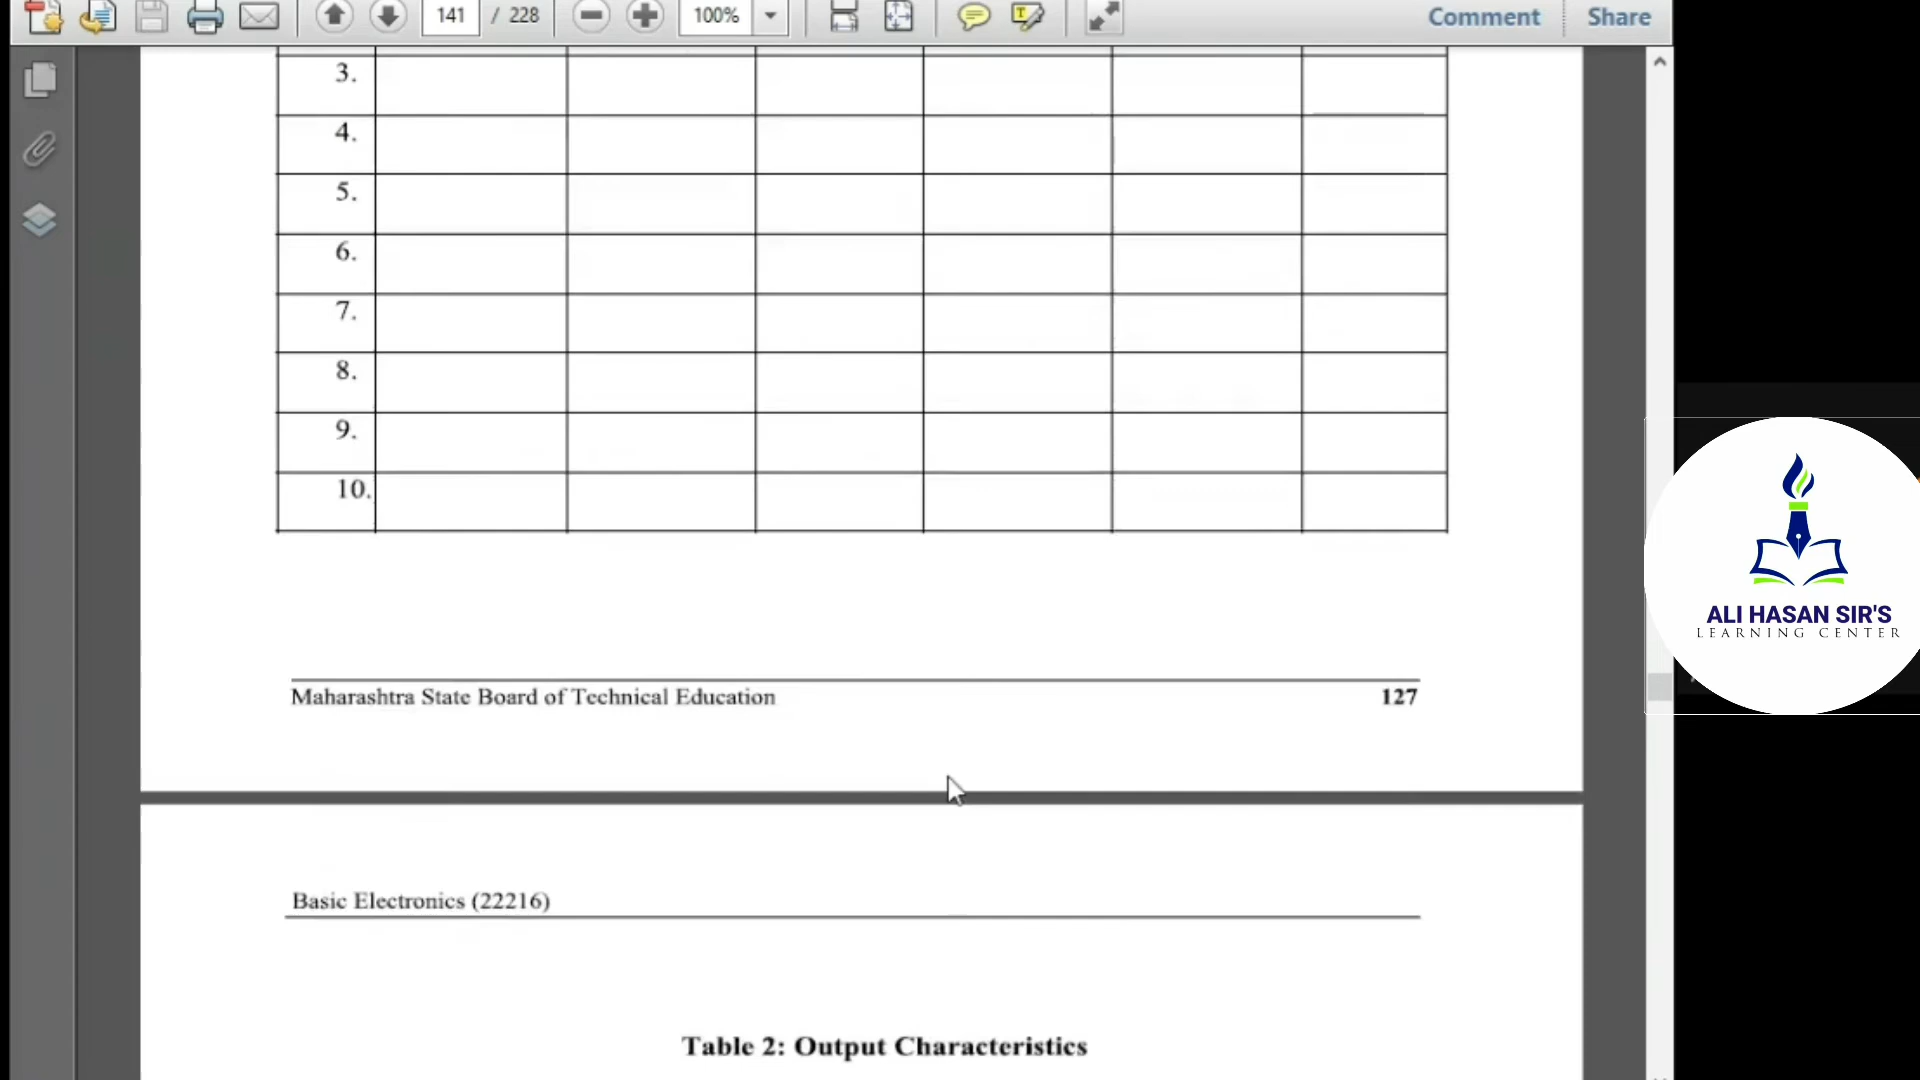 141 / 228
100%
Comment
Share
3.
4.
5.
6.
7.
8.
9.
10.
Maharashtra State Board of Technical Education 127
Basic Electronics (22216)
Table 2: Output Characteristics
ALI HASAN SIR'S
LEARNING CENTER